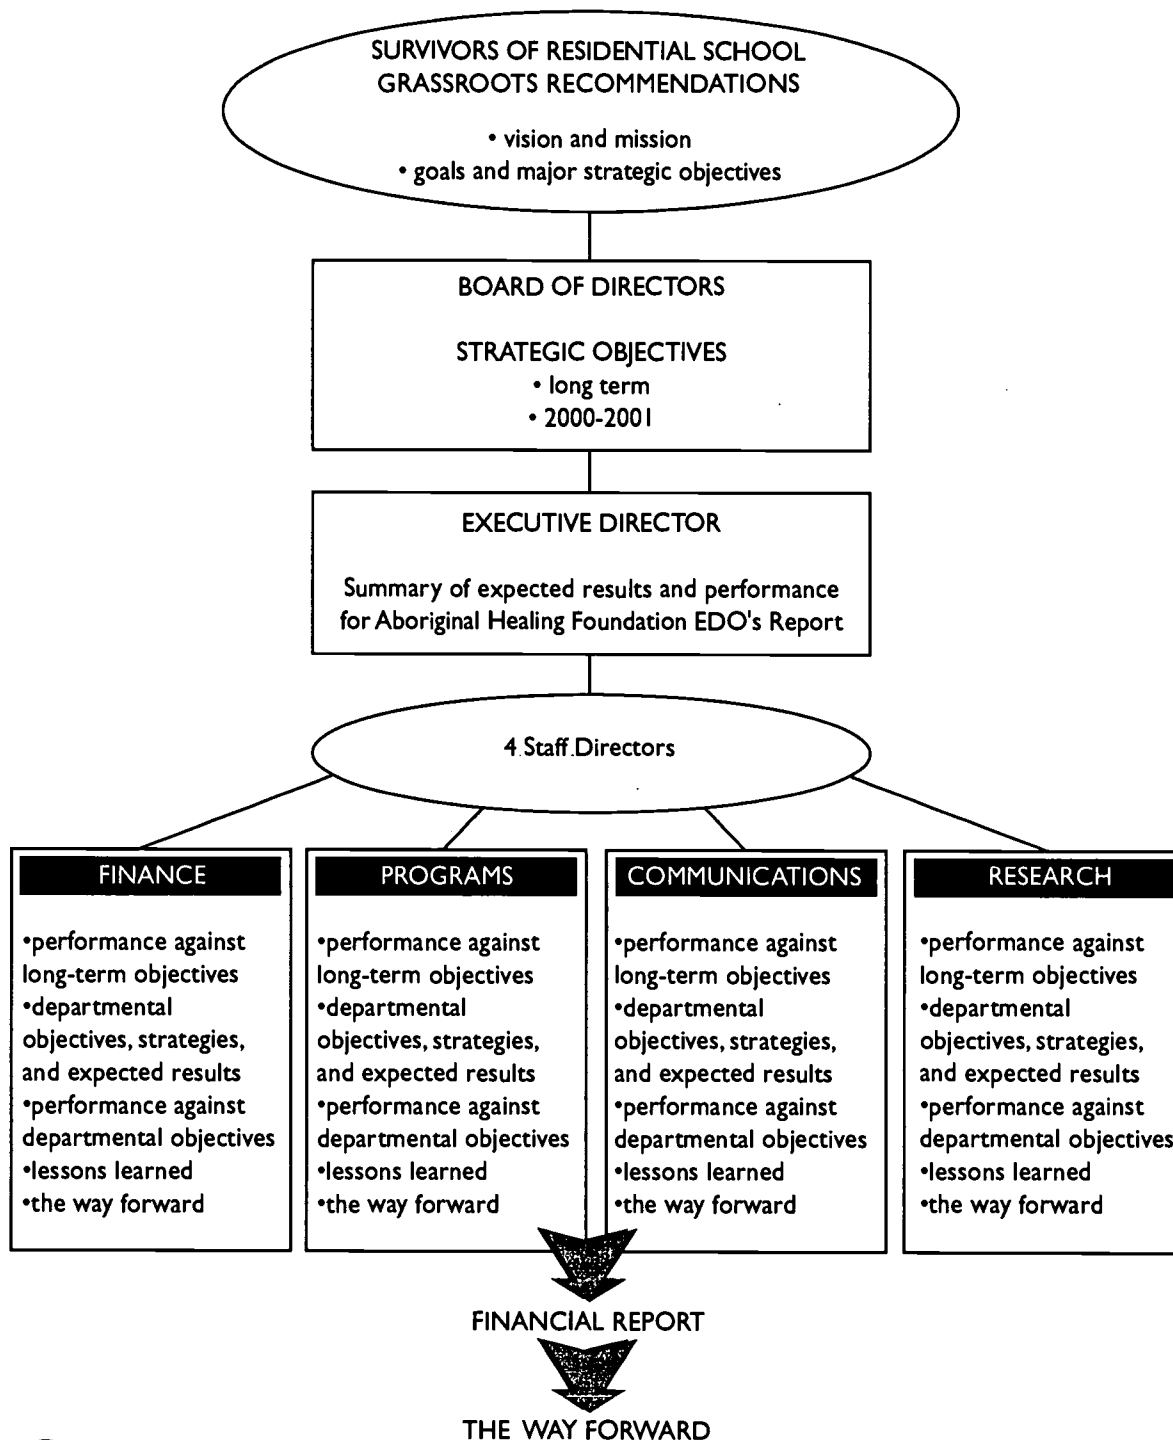 SURVIVORS OF RESIDENTIAL SCHOOL
GRASSROOTS RECOMMENDATIONS
• vision and mission
• goals and major strategic objectives
BOARD OF DIRECTORS
STRATEGIC OBJECTIVES
• long term
• 2000-2001
EXECUTIVE DIRECTOR
Summary of expected results and performance
for Aboriginal Healing Foundation EDO's Report
4 Staff Directors
FINANCE
•performance against
long-term objectives
•departmental
objectives, strategies,
and expected results
•performance against
departmental objectives
•lessons learned
•the way forward
PROGRAMS
•performance against
long-term objectives
•departmental
objectives, strategies,
and expected results
•performance against
departmental objectives
•lessons learned
•the way forward
COMMUNICATIONS
•performance against
long-term objectives
•departmental
objectives, strategies,
and expected results
•performance against
departmental objectives
•lessons learned
•the way forward
RESEARCH
•performance against
long-term objectives
•departmental
objectives, strategies,
and expected results
•performance against
departmental objectives
•lessons learned
•the way forward
FINANCIAL REPORT
THE WAY FORWARD